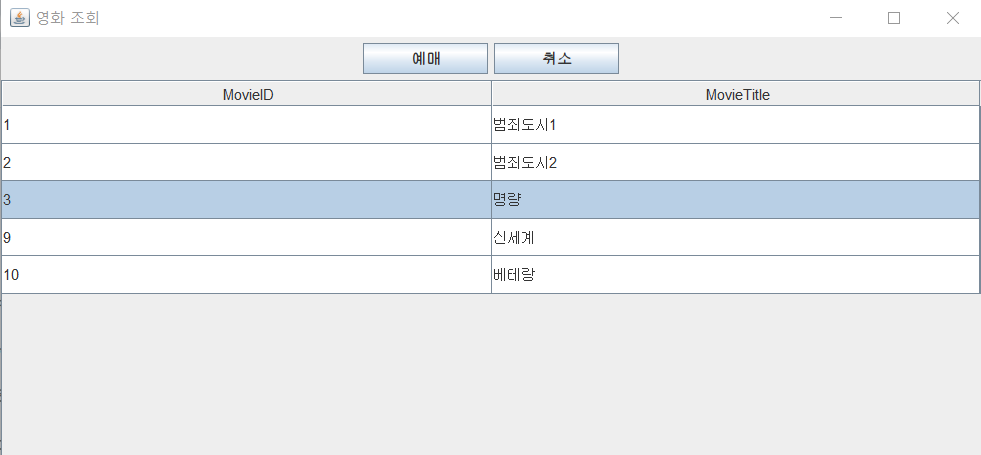 영화 조회
예매 취소
MovieID MovieTitle
1 범죄도시1
2 범죄도시2
3 명량
9 신세계
10 베테랑